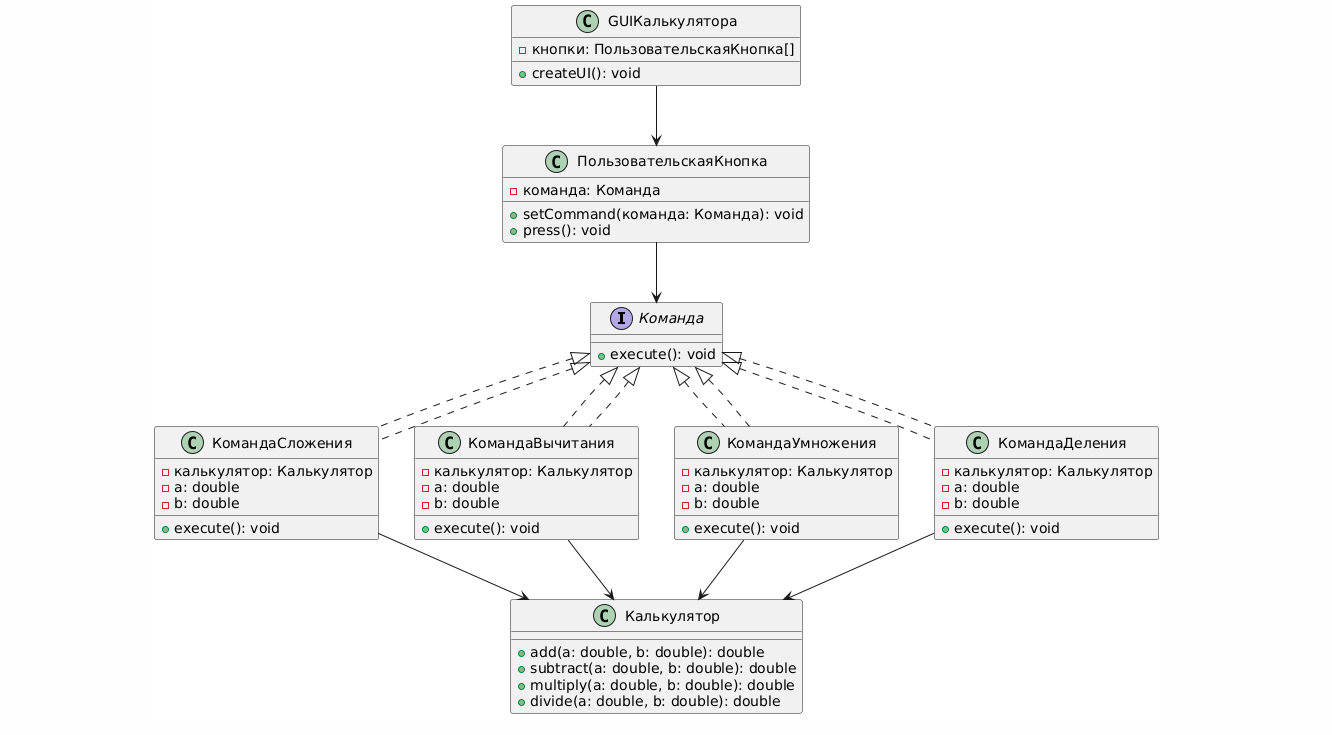 C GUIКалькулятора
кнопки: ПользовательскаяКнопка[]
createUI(): void
C ПользовательскаяКнопка
команда: Команда
setCommand(команда: Команда): void
press(): void
I Команда
execute(): void
C КомандаСложения
калькулятор: Калькулятор
a: double
b: double
execute(): void
C КомандаВычитания
калькулятор: Калькулятор
a: double
b: double
execute(): void
C КомандаУмножения
калькулятор: Калькулятор
a: double
b: double
execute(): void
C КомандаДеления
калькулятор: Калькулятор
a: double
b: double
execute(): void
C Калькулятор
add(a: double, b: double): double
subtract(a: double, b: double): double
multiply(a: double, b: double): double
divide(a: double, b: double): double